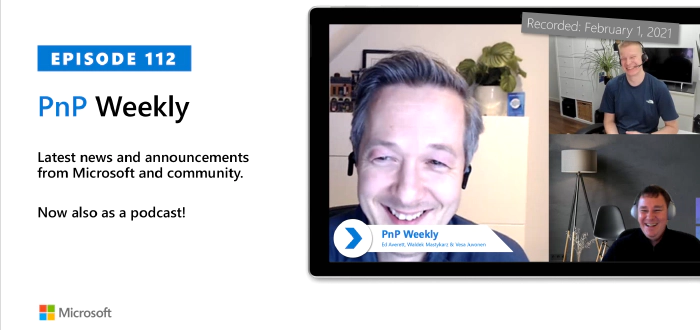 EPISODE 112
PnP Weekly
Latest news and announcements
from Microsoft and community.
Now also as a podcast!
Microsoft
Recorded: February 1, 2021
PnP Weekly
Ed Averett, Waldek Mastykarz & Vesa Juvonen